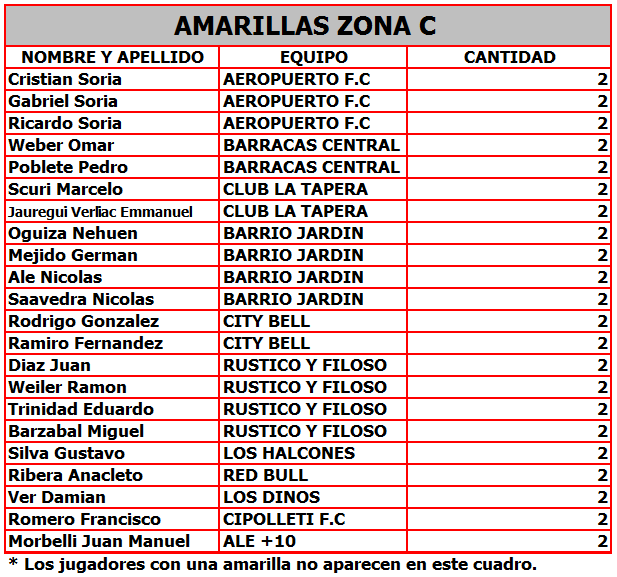 AMARILLAS ZONA C
NOMBRE Y APELLIDO EQUIPO CANTIDAD
Cristian Soria AEROPUERTO F.C 2
Gabriel Soria AEROPUERTO F.C 2
Ricardo Soria AEROPUERTO F.C 2
Weber Omar BARRACAS CENTRAL 2
Poblete Pedro BARRACAS CENTRAL 2
Scuri Marcelo CLUB LA TAPERA 2
Jauregui Verliac Emmanuel CLUB LA TAPERA 2
Oguiza Nehuen BARRIO JARDIN 2
Mejido German BARRIO JARDIN 2
Ale Nicolas BARRIO JARDIN 2
Saavedra Nicolas BARRIO JARDIN 2
Rodrigo Gonzalez CITY BELL 2
Ramiro Fernandez CITY BELL 2
Diaz Juan RUSTICO Y FILOSO 2
Weiler Ramon RUSTICO Y FILOSO 2
Trinidad Eduardo RUSTICO Y FILOSO 2
Barzabal Miguel RUSTICO Y FILOSO 2
Silva Gustavo LOS HALCONES 2
Ribera Anacleto RED BULL 2
Ver Damian LOS DINOS 2
Romero Francisco CIPOLLETI F.C 2
Morbelli Juan Manuel ALE +10 2
* Los jugadores con una amarilla no aparecen en este cuadro.